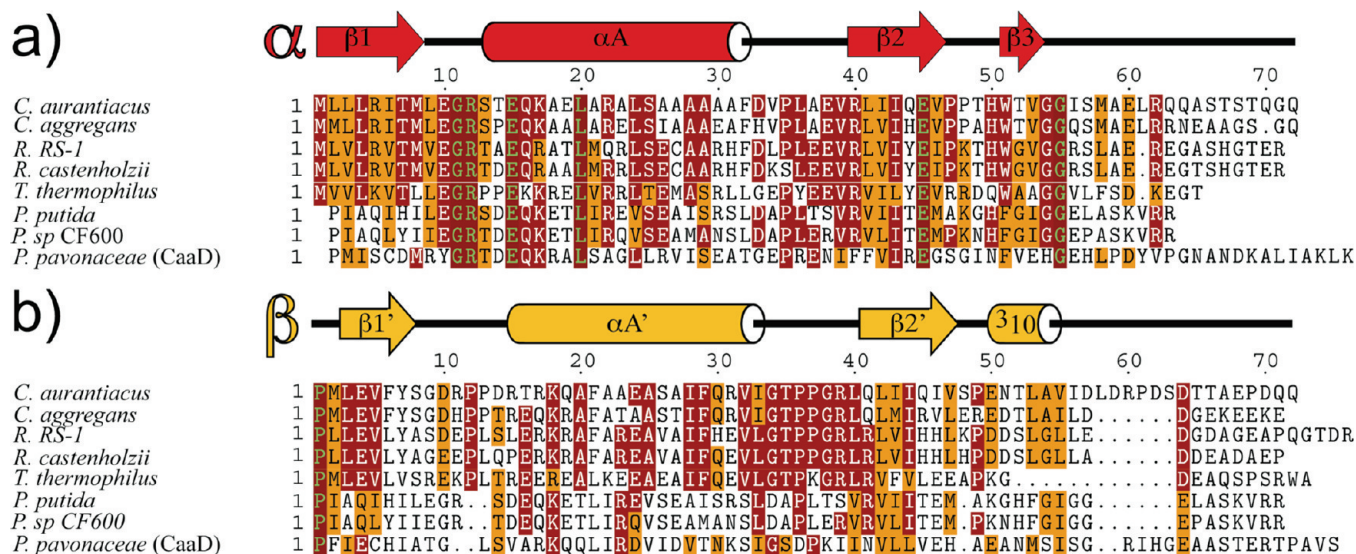 a)
α β1 αA β2 β3
10 20 30 40 50 60 70
C. aurantiacus 1 MLLLRITMLEGRSTEQKAELARALSAAAAAAFDVPLAEVRLIIQEVPPTHWTVGGISMAELRQQASTSTQGQ
C. aggregans 1 MMLLRITMLEGRSPEQKAALARELSIAAAEAFHVPLAEVRLVIHEVPPAHWTVGGQSMAELRRNEAAGS.GQ
R. RS-1 1 MLVLRVTMVEGRTAEQRATLMQRLSECAARHFDLPLEEVRLVIYEIPKTHWGVGGRSLAE.REGASHGTER
R. castenholzii 1 MLVLRVTMVEGRDAEQRAALMRRLSECAARHFDKSLEEVRLVIYEIPKTHWGVGGRSLAE.REGTSHGTER
T. thermophilus 1 MVVLKVTLLEGRPPEKKRELVRRLTEMASRLLGEPYEEVRVILYEVRRDQWAAGGVLFSD.KEGT
P. putida 1 PIAQIHILEGRSDEQKETLIREVSEAISRSLDAPLTSVRVIITEMAKGHFGIGGELASKVRR
P. sp CF600 1 PIAQLYIIEGRTDEQKETLIRQVSEAMANSLDAPLERVRVLITEMPKNHFGIGGEPASKVRR
P. pavonaceae (CaaD) 1 PMISCDMRYGRTDEQKRALSAGLLRVISEATGEPRENIFFVIREGSGINFVEHGEHLPDYVPGNANDKALIAKLK
b)
β β1' αA' β2' 310
10 20 30 40 50 60 70
C. aurantiacus 1 PMLEVFYSGDRPPDRTRKQAFAAEASAIFQRVIGTPPGRLQLIIQIVSPENTLAVIDLDRPDSDTTAEPDQQ
C. aggregans 1 PMLEVFYSGDHPPTREQKRAFATAASTIFQRVIGTPPGRLQLMIRVLEREDTLAILD......DGEKEEKE
R. RS-1 1 PLLEVLYASDEPLSLERKRAFAREAVAIFHEVLGTPPGRLRLVIHHLKPDDSLGLLE......DGDAGEAPQGTDR
R. castenholzii 1 PLLEVLYAGEEPLQPERKRAFAREAVAIFQEVLGTPPGRLRLVIHHLHPDDSLGLLA......DDEADAEP
T. thermophilus 1 PMLEVLVSREKPLTREEREALKEEAEAIFQEVLGTPKGRLRVFVLEEAPKG............DEAQSPSRWA
P. putida 1 PIAQIHILEGR..SDEQKETLIREVSEAISRSLDAPLTSVRVIITEM.AKGHFGIGG......ELASKVRR
P. sp CF600 1 PIAQLYIIEGR..TDEQKETLIRQVSEAMANSLDAPLERVRVLITEM.PKNHFGIGG......EPASKVRR
P. pavonaceae (CaaD) 1 PFIECHIATG..LSVARKQQLIRDVIDVTNKSIGSDPKIINVLLVEH.AEANMSISG..RIHGEAASTERTPAVS